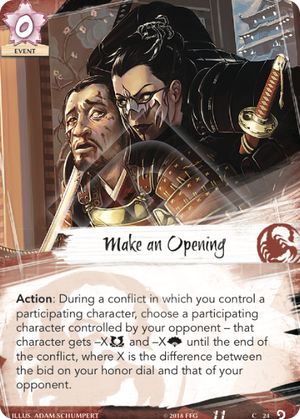 0
EVENT
Make an Opening
Action: During a conflict in which you control a
participating character, choose a participating
character controlled by your opponent – that
character gets –X and –X until the end of
the conflict, where X is the difference between
the bid on your honor dial and that of your
opponent.
ILLUS. ADAM SCHUMPERT © 2018 FFG 11 C 24